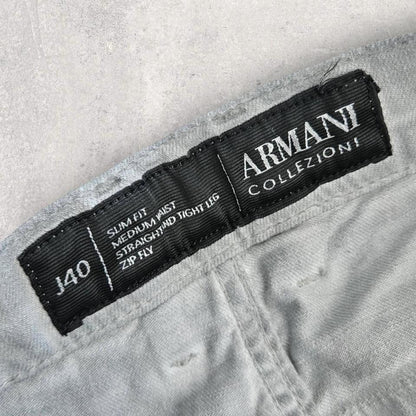 J40
SLIM FIT
MEDIUM WAIST
STRAIGHT AND TIGHT LEG
ZIP FLY
ARMANI
COLLEZIONI